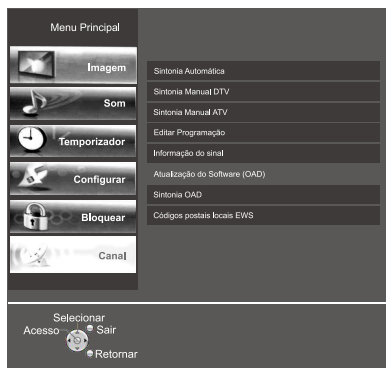 Menu Principal
Imagem
Som
Temporizador
Configurar
Bloquear
Canal
Sintonia Automática
Sintonia Manual DTV
Sintonia Manual ATV
Editar Programação
Informação do sinal
Atualização do Software (OAD)
Sintonia OAD
Códigos postais locais EWS
Selecionar
Acesso
Sair
Retornar